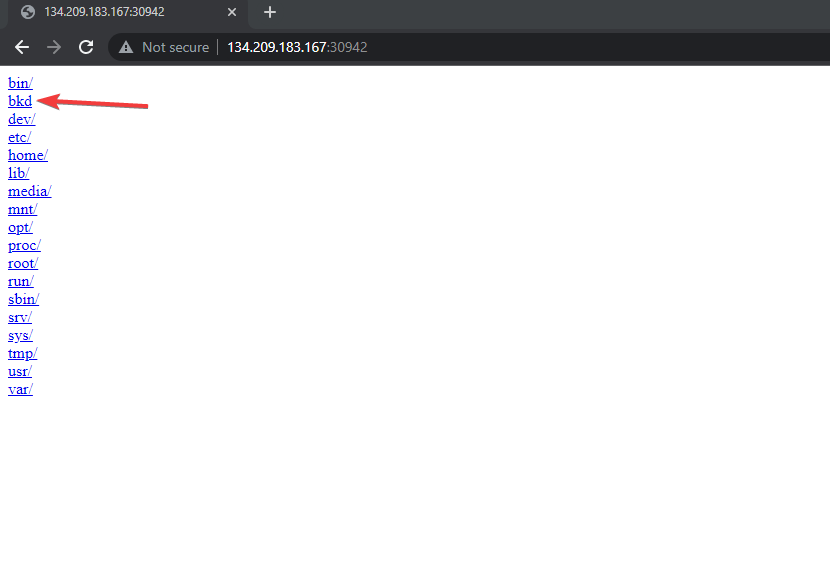 134.209.183.167:30942
Not secure
134.209.183.167:30942
bin/
bkd
dev/
etc/
home/
lib/
media/
mnt/
opt/
proc/
root/
run/
sbin/
srv/
sys/
tmp/
usr/
var/